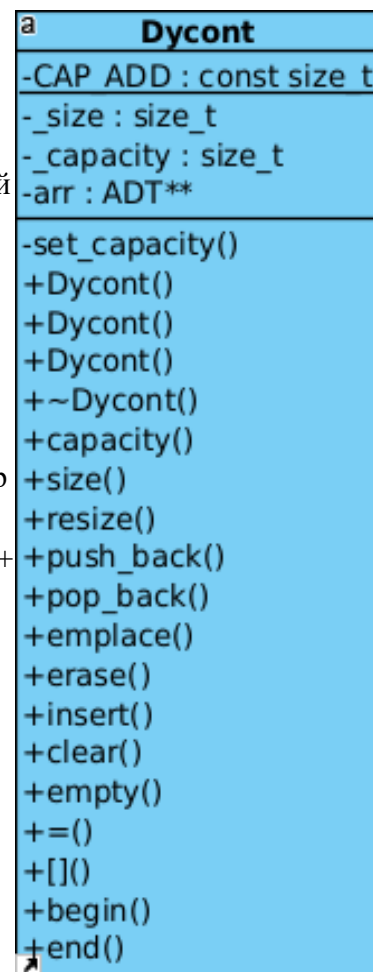 a
Dycont
-CAP_ADD : const size_t
-_size : size_t
-_capacity : size_t
й
-arr : ADT**
-set_capacity()
+Dycont()
+Dycont()
+Dycont()
+~Dycont()
+capacity()
+size()
+resize()
+
+push_back()
+pop_back()
+emplace()
+erase()
+insert()
+clear()
+empty()
+=()
+[]()
+begin()
+end()